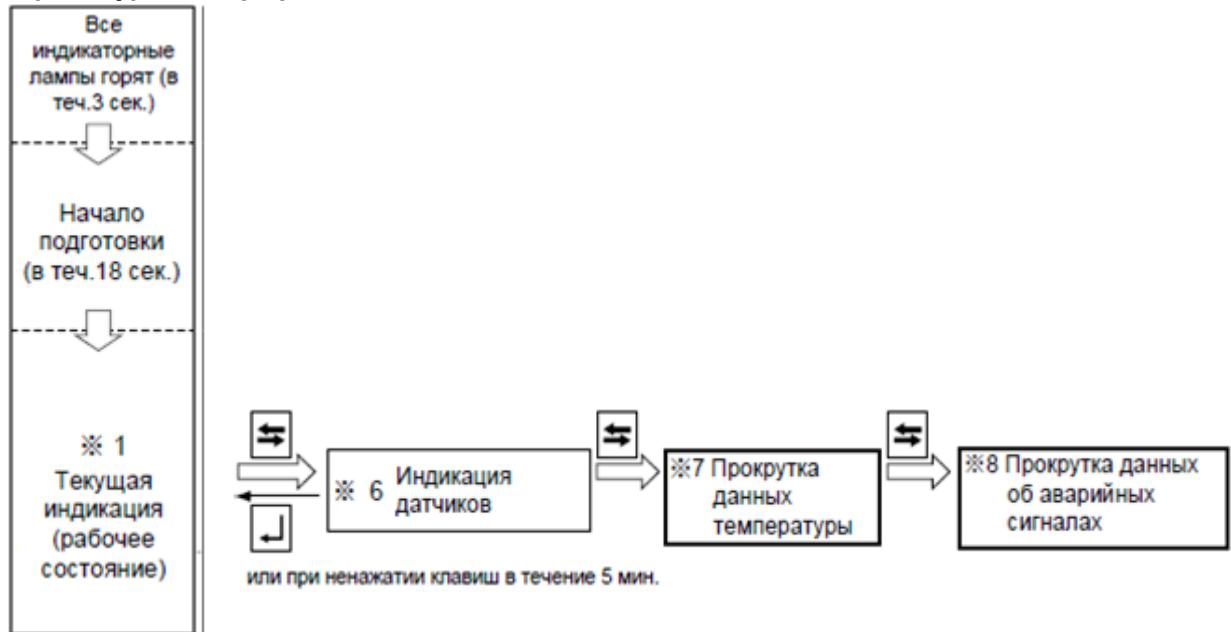 Все
индикаторные
лампы горят (в
теч.3 сек.)
Начало
подготовки
(в теч.18 сек.)
※ 1
Текущая
индикация
(рабочее
состояние)
※ 6 Индикация
датчиков
※7 Прокрутка
данных
температуры
※8 Прокрутка данных
об аварийных
сигналах
или при ненажатии клавиш в течение 5 мин.